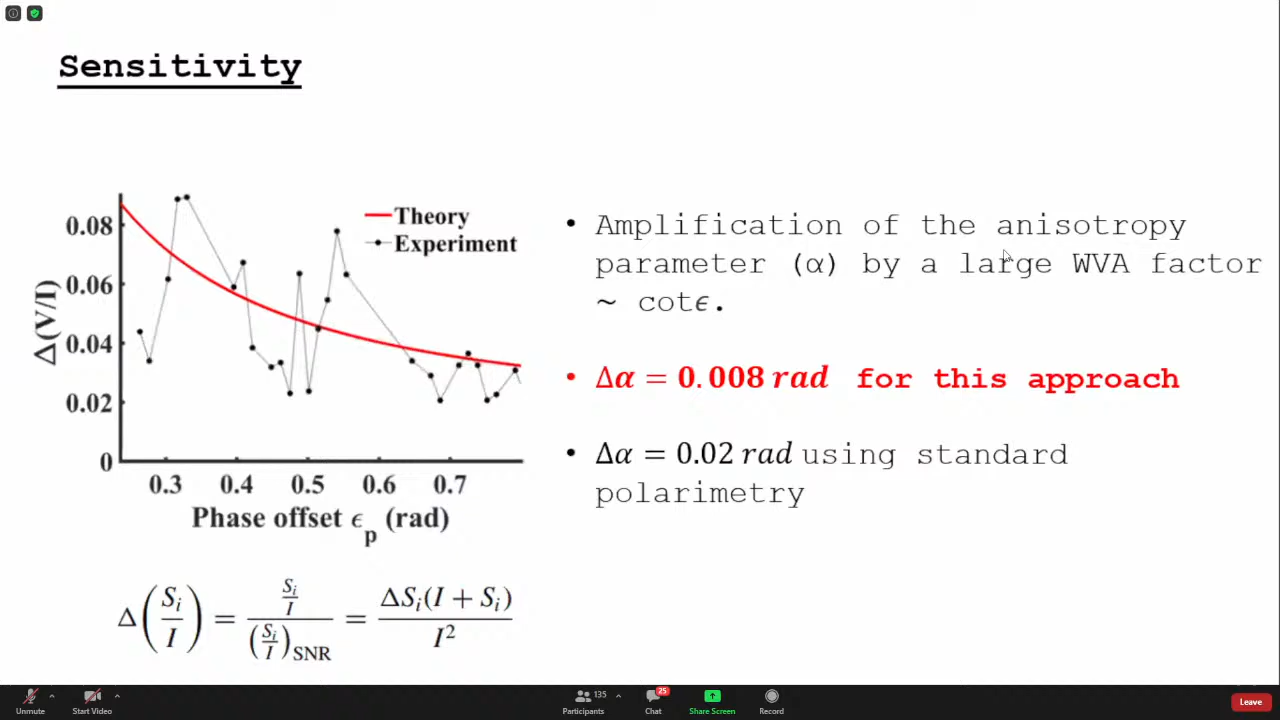 Sensitivity
Theory
Experiment
Δ(V/I)
0.08
0.06
0.04
0.02
0
0.3 0.4 0.5 0.6 0.7
Phase offset ϵp (rad)
Δ(Si/I) = (Si/I)/(Si/I)SNR = ΔSi(I + Si)/I²
• Amplification of the anisotropy
parameter (α) by a large WVA factor
~ cotϵ.
• Δα = 0.008 rad for this approach
• Δα = 0.02 rad using standard
polarimetry
Unmute
Start Video
135
Participants
25
Chat
Share Screen
Record
Leave